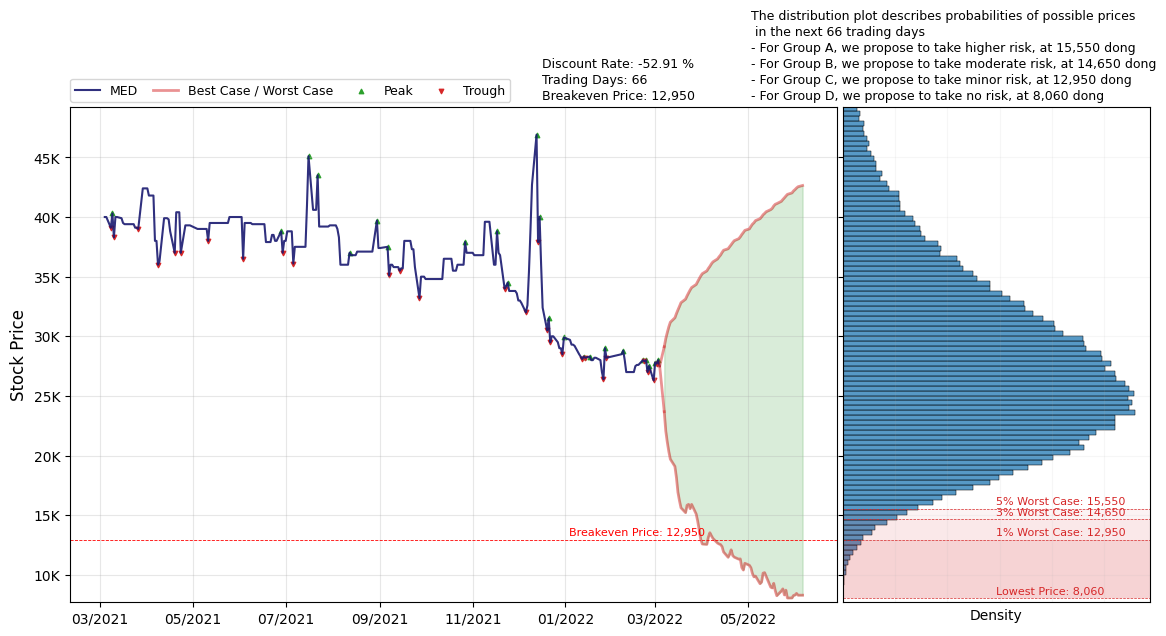 The distribution plot describes probabilities of possible prices
in the next 66 trading days
- For Group A, we propose to take higher risk, at 15,550 dong
- For Group B, we propose to take moderate risk, at 14,650 dong
- For Group C, we propose to take minor risk, at 12,950 dong
- For Group D, we propose to take no risk, at 8,060 dong
Discount Rate: -52.91 %
Trading Days: 66
Breakeven Price: 12,950
MED Best Case / Worst Case Peak Trough
Stock Price
45K
40K
35K
30K
25K
20K
15K
10K
Breakeven Price: 12,950
03/2021 05/2021 07/2021 09/2021 11/2021 01/2022 03/2022 05/2022
5% Worst Case: 15,550
3% Worst Case: 14,650
1% Worst Case: 12,950
Lowest Price: 8,060
Density